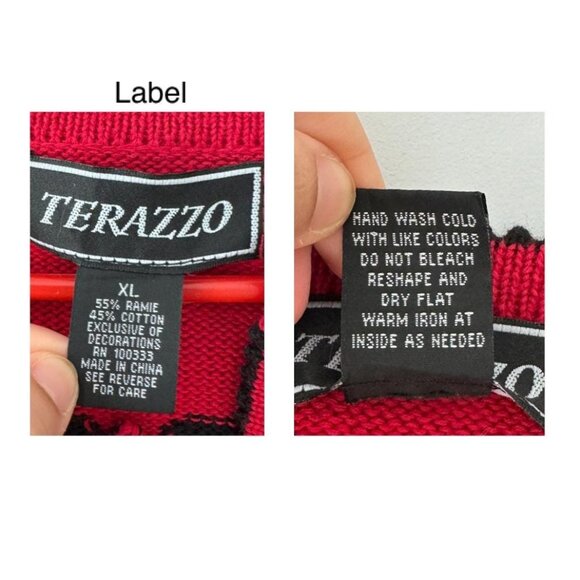 Label
TERAZZO
XL
55% RAMIE
45% COTTON
EXCLUSIVE OF
DECORATIONS
RN 100333
MADE IN CHINA
SEE REVERSE
FOR CARE
HAND WASH COLD
WITH LIKE COLORS
DO NOT BLEACH
RESHAPE AND
DRY FLAT
WARM IRON AT
INSIDE AS NEEDED
TERAZZO